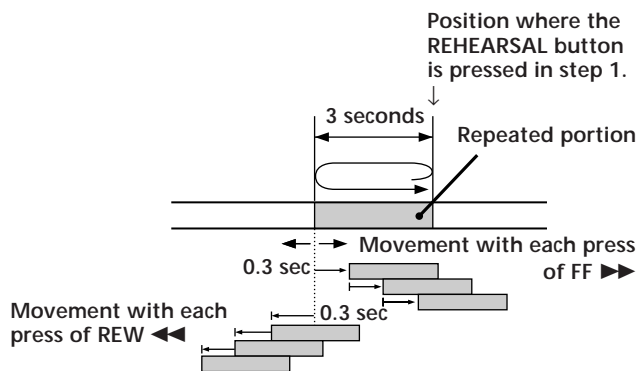 Position where the
REHEARSAL button
is pressed in step 1.
3 seconds
Repeated portion
Movement with each press
of FF ▶▶
0.3 sec
Movement with each
press of REW ◀◀
0.3 sec